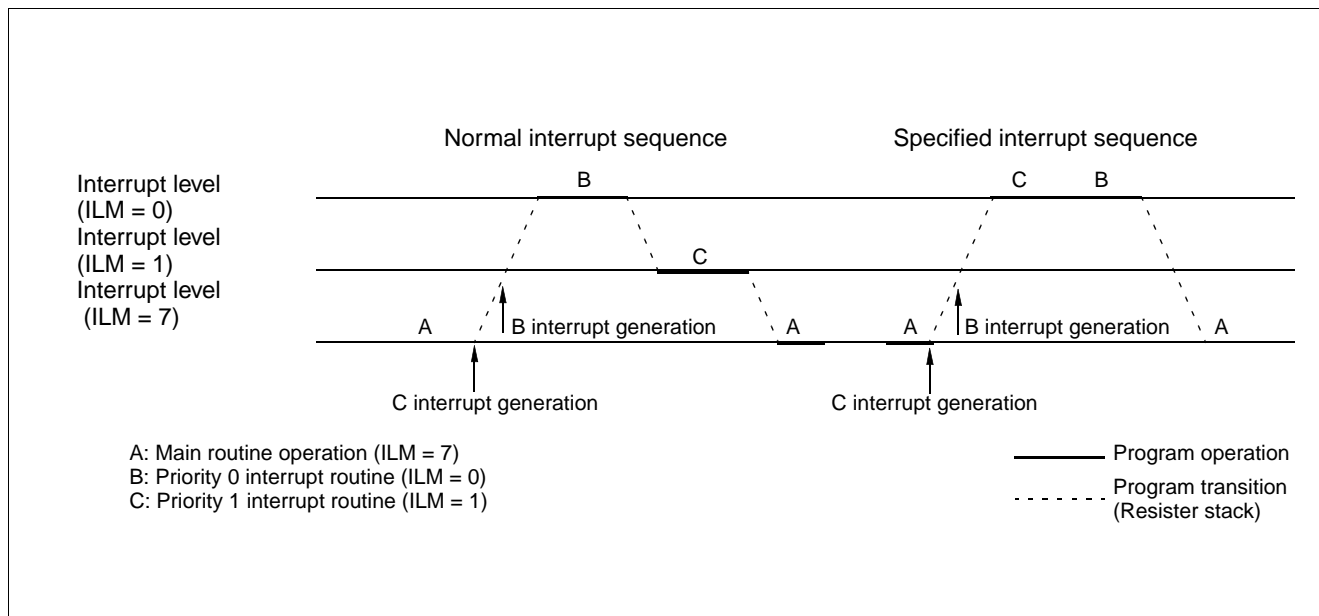 Normal interrupt sequence
Specified interrupt sequence
B
C
B
Interrupt level
(ILM = 0)
Interrupt level
(ILM = 1)
C
Interrupt level
(ILM = 7)
A
B interrupt generation
A
A
B interrupt generation
A
C interrupt generation
C interrupt generation
A: Main routine operation (ILM = 7)
B: Priority 0 interrupt routine (ILM = 0)
C: Priority 1 interrupt routine (ILM = 1)
Program operation
Program transition
(Resister stack)